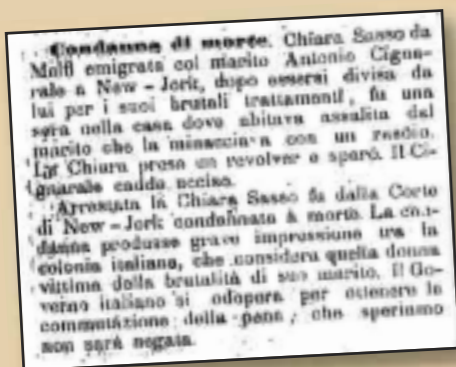 Condanna di morte. Chiara Sasso da
Melfi emigrata col marito Antonio Cigna-
rale a New-Jork, dopo essersi divisa da
lui per i suoi brutali trattamenti, fu una
sera nella casa dove abitava assalita dal
marito che la minacciava con un rasoio.
La Chiara prese un revolver e sparò. Il Ci-
gnarale cadde ucciso.
Arrestata la Chiara Sasso fu dalla Corte
di New-Jork condannata a morte. La con-
danna produsse grave impressione tra la
colonia italiana, che considera quella donna
vittima della brutalità di suo marito. Il Go-
verno italiano si adopera per ottenere la
commutazione della pena, che speriamo
non sarà negata.